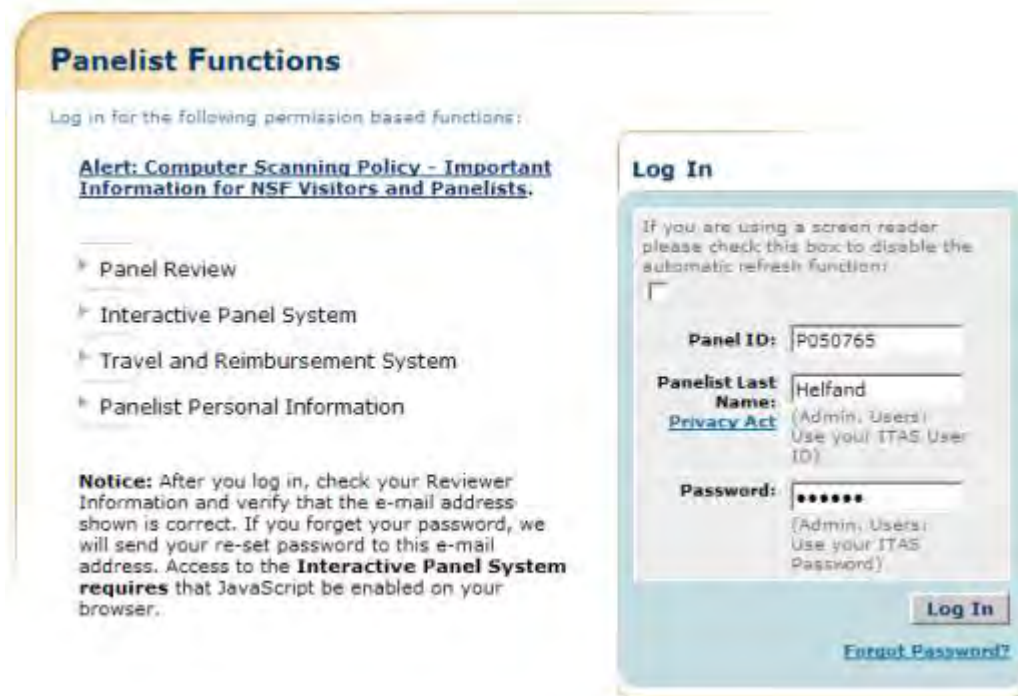 Panelist Functions
Log in for the following permission based functions:
Alert: Computer Scanning Policy - Important
Information for NSF Visitors and Panelists.
Panel Review
Interactive Panel System
Travel and Reimbursement System
Panelist Personal Information
Notice: After you log in, check your Reviewer
Information and verify that the e-mail address
shown is correct. If you forget your password, we
will send your re-set password to this e-mail
address. Access to the Interactive Panel System
requires that JavaScript be enabled on your
browser.
Log In
If you are using a screen reader
please check this box to disable the
automatic refresh function:
Panel ID: P050765
Panelist Last
Name:
Helfand
Privacy Act
(Admin. Users:
Use your ITAS User
ID)
Password: ••••••
(Admin. Users:
Use your ITAS
Password)
Log In
Forgot Password?